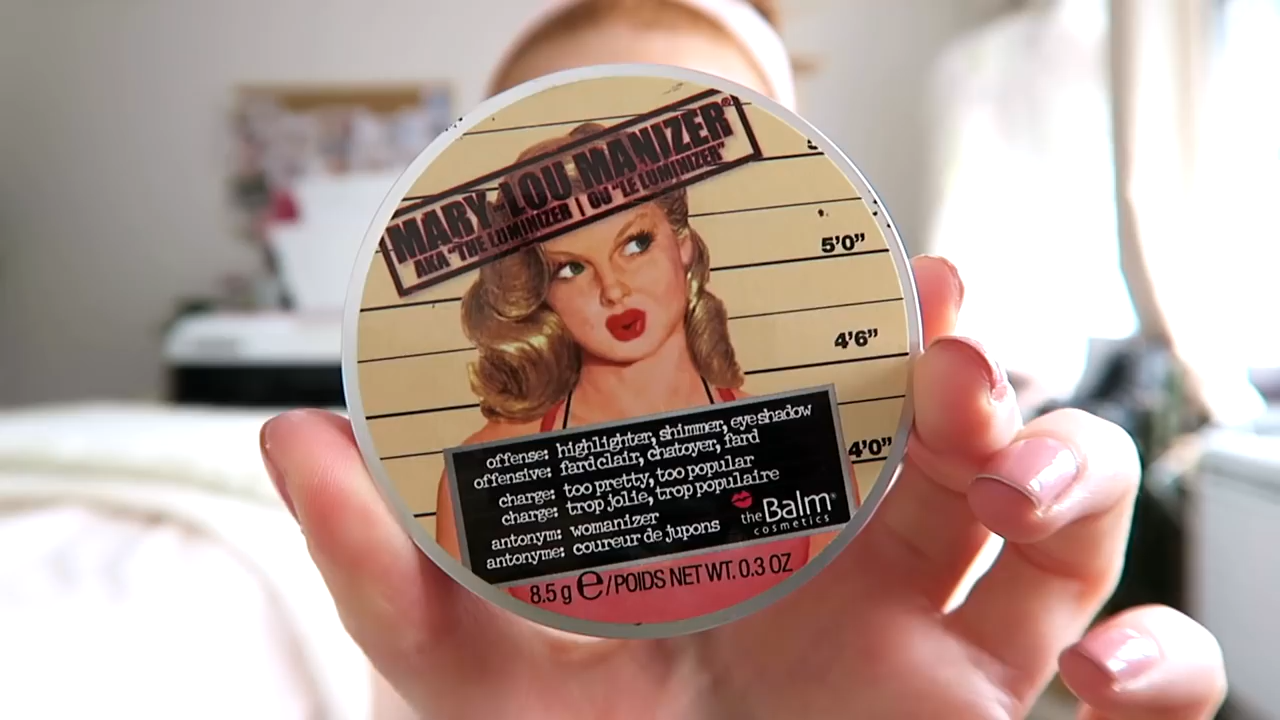 MARY-LOU MANIZER®
AKA "THE LUMINIZER | OU "LE LUMINIZER"
5'0"
4'6"
4'0"
offense: highlighter, shimmer, eyeshadow
offensive: fard clair, chatoyer, fard
charge: too pretty, too popular
charge: trop jolie, trop populaire
antonym: womanizer
antonyme: coureur de jupons
theBalm®
cosmetics
8.5 g e/POIDS NET WT. 0.3 OZ